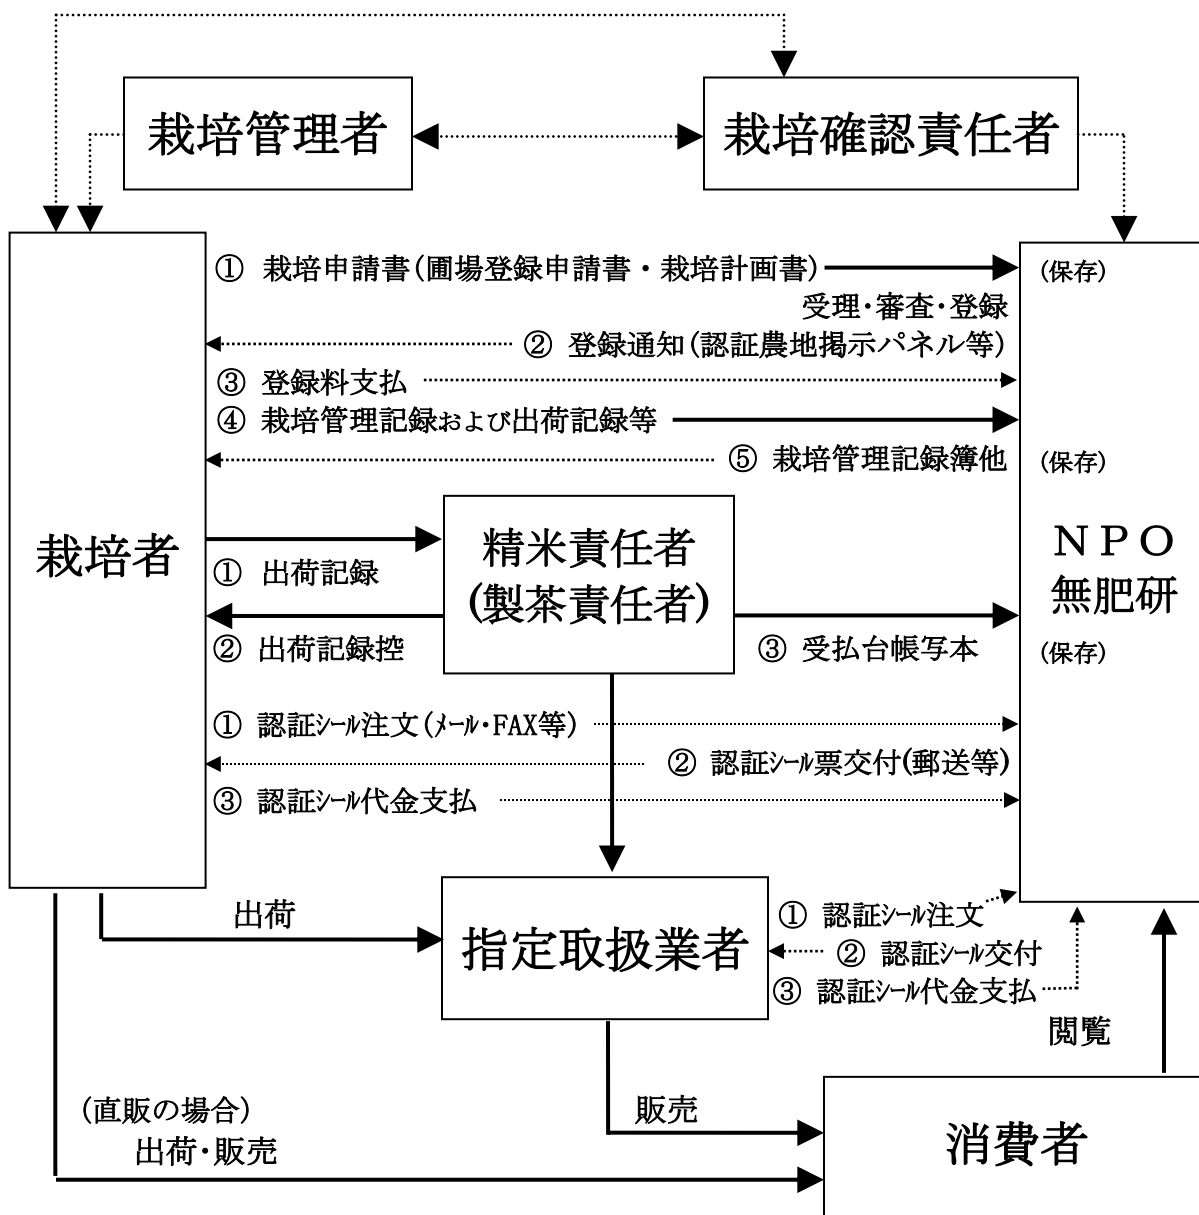 栽培管理者
栽培確認責任者
① 栽培申請書(圃場登録申請書・栽培計画書)
(保存)
受理・審査・登録
② 登録通知(認証農地掲示パネル等)
③ 登録料支払
④ 栽培管理記録および出荷記録等
⑤ 栽培管理記録簿他
(保存)
栽培者
精米責任者
(製茶責任者)
ＮＰＯ
無肥研
① 出荷記録
② 出荷記録控
③ 受払台帳写本
(保存)
① 認証ｼｰﾙ注文(ﾒｰﾙ・FAX等)
② 認証ｼｰﾙ票交付(郵送等)
③ 認証ｼｰﾙ代金支払
出荷
指定取扱業者
① 認証ｼｰﾙ注文
② 認証ｼｰﾙ交付
③ 認証ｼｰﾙ代金支払
閲覧
(直販の場合)
出荷・販売
販売
消費者